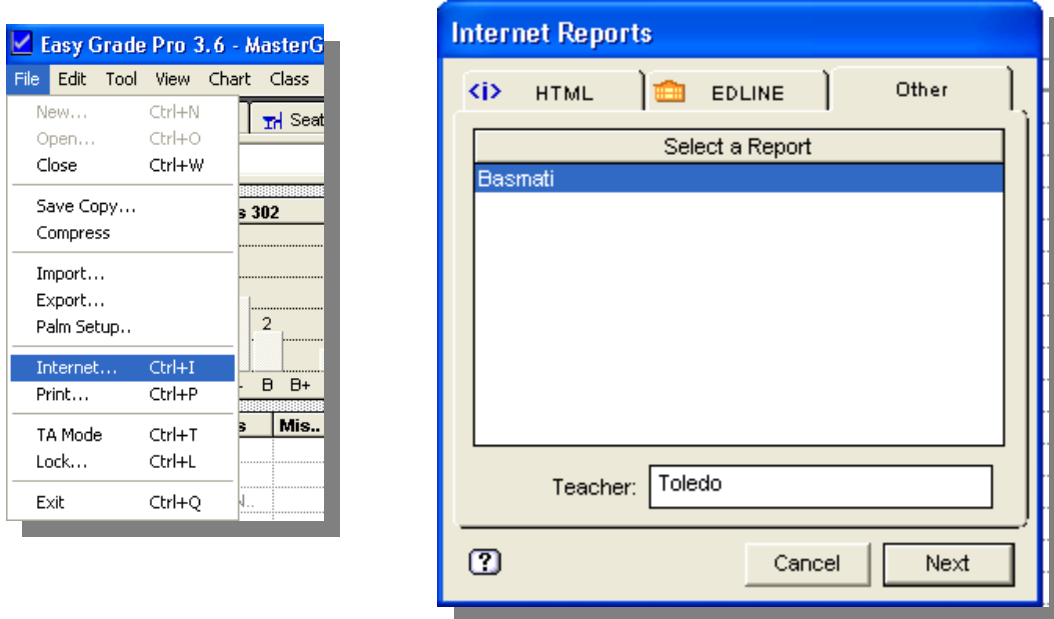 Easy Grade Pro 3.6 - MasterG
File Edit Tool View Chart Class
New... Ctrl+N
Open... Ctrl+O
Close Ctrl+W
Save Copy...
Compress
Import...
Export...
Palm Setup..
Internet... Ctrl+I
Print... Ctrl+P
TA Mode Ctrl+T
Lock... Ctrl+L
Exit Ctrl+Q
Seat
s 302
2
B B+
s Mis..
Internet Reports
<i> HTML EDLINE Other
Select a Report
Basmati
Teacher: Toledo
? Cancel Next